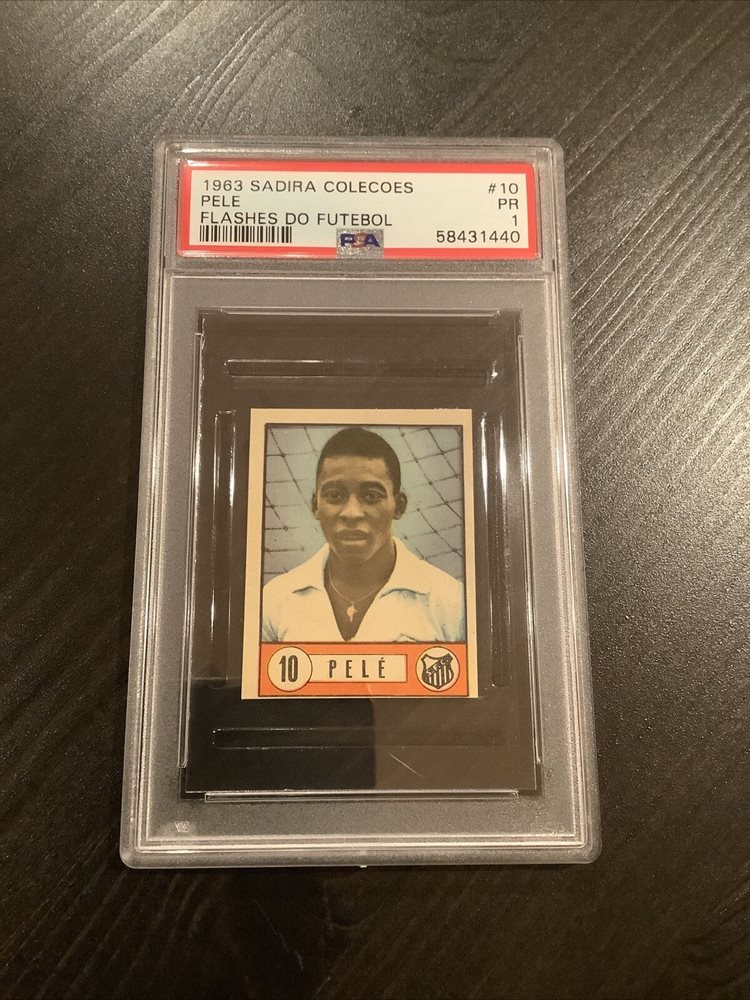 1963 SADIRA COLECOES #10
PELE PR
FLASHES DO FUTEBOL 1
PSA 58431440
10 PELÉ